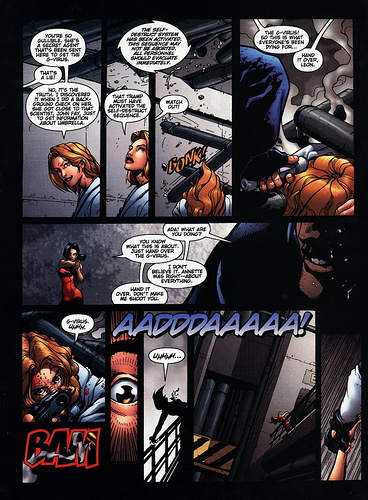 YOU'RE SO
GULLIBLE. SHE'S
A SECRET AGENT
THAT'S BEEN SENT
HERE TO GET THE
G-VIRUS.
THAT'S
A LIE!
NO, IT'S THE
TRUTH. I DISCOVERED
IT WHEN I DID A BACK-
GROUND CHECK ON HER.
SHE GOT CLOSE TO THAT
SCIENTIST, JOHN FAY, JUST
TO GET INFORMATION
ABOUT UMBRELLA.
THE SELF-
DESTRUCT SYSTEM
HAS BEEN ACTIVATED.
THIS SEQUENCE MAY
NOT BE ABORTED.
ALL PERSONNEL
SHOULD EVACUATE
IMMEDIATELY.
THAT TRAMP
MUST HAVE
ACTIVATED THE
SELF-DESTRUCT
SEQUENCE.
WATCH
OUT!
FONK!
THE G-VIRUS!
SO THIS IS WHAT
EVERYONE'S BEEN
DYING FOR...
HAND
IT OVER,
LEON.
ADA! WHAT ARE
YOU DOING?
YOU KNOW
WHAT THIS IS ABOUT.
JUST HAND OVER
THE G-VIRUS.
I DON'T
BELIEVE IT. ANNETTE
WAS RIGHT--ABOUT
EVERYTHING.
HAND IT
OVER. DON'T MAKE
ME SHOOT YOU.
G-VIRUS.
UHHH.
BAM
AADDDAAAAA!
UHHUH...